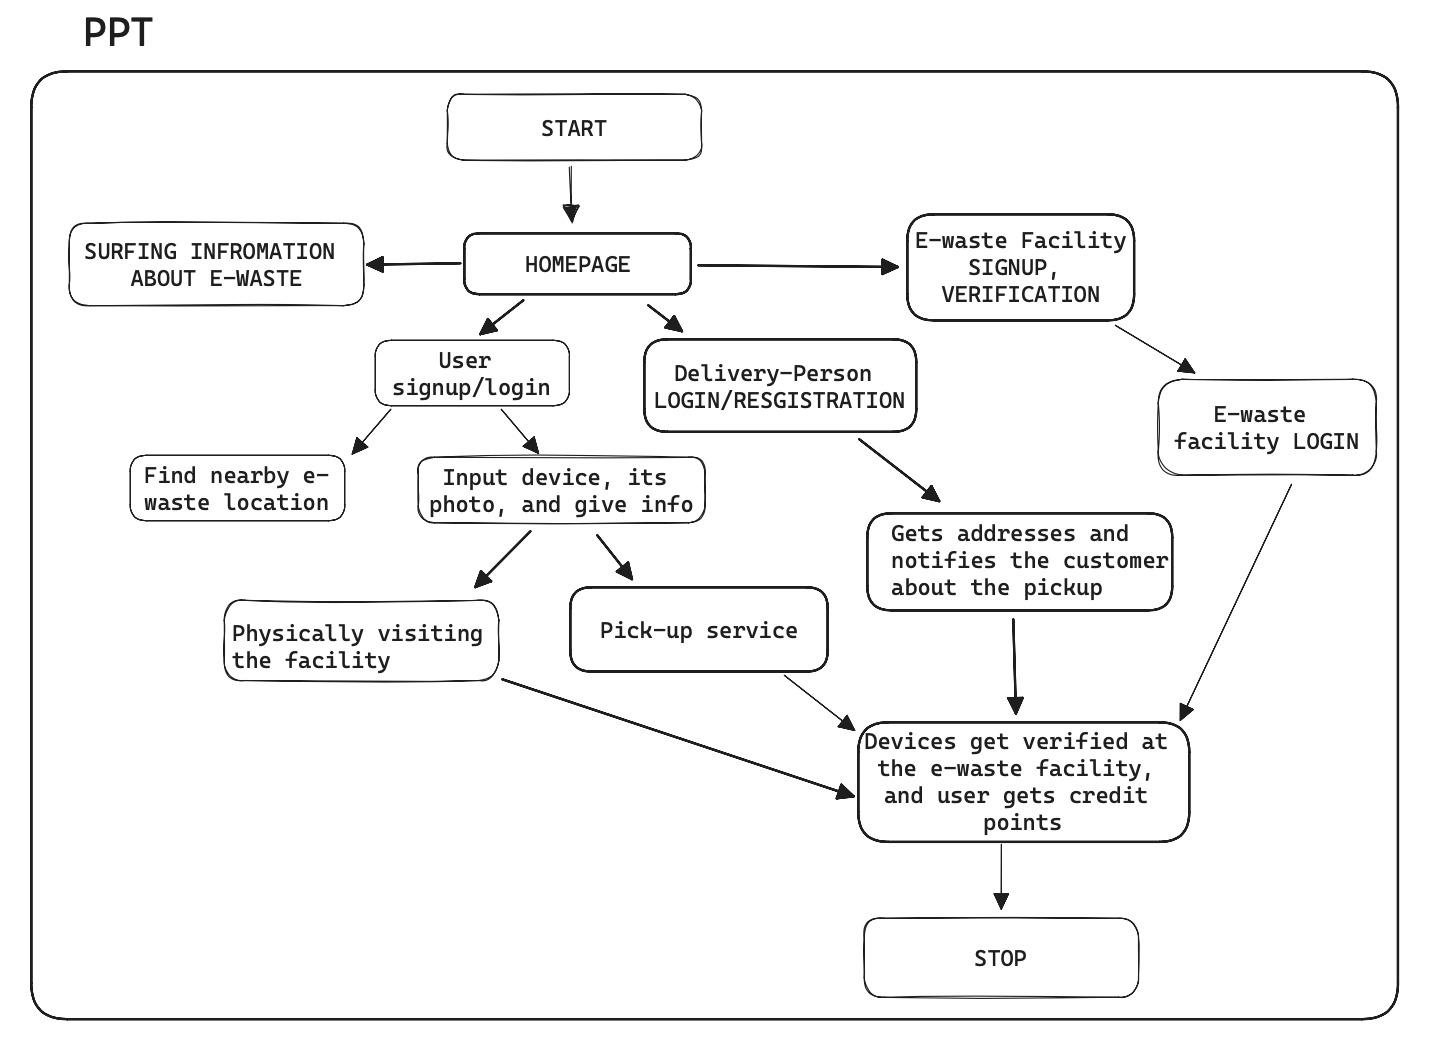 PPT
START
SURFING INFROMATION
ABOUT E-WASTE
HOMEPAGE
E-waste Facility
SIGNUP,
VERIFICATION
User
signup/login
Delivery-Person
LOGIN/RESGISTRATION
E-waste
facility LOGIN
Find nearby e-
waste location
Input device, its
photo, and give info
Gets addresses and
notifies the customer
about the pickup
Physically visiting
the facility
Pick-up service
Devices get verified at
the e-waste facility,
and user gets credit
points
STOP